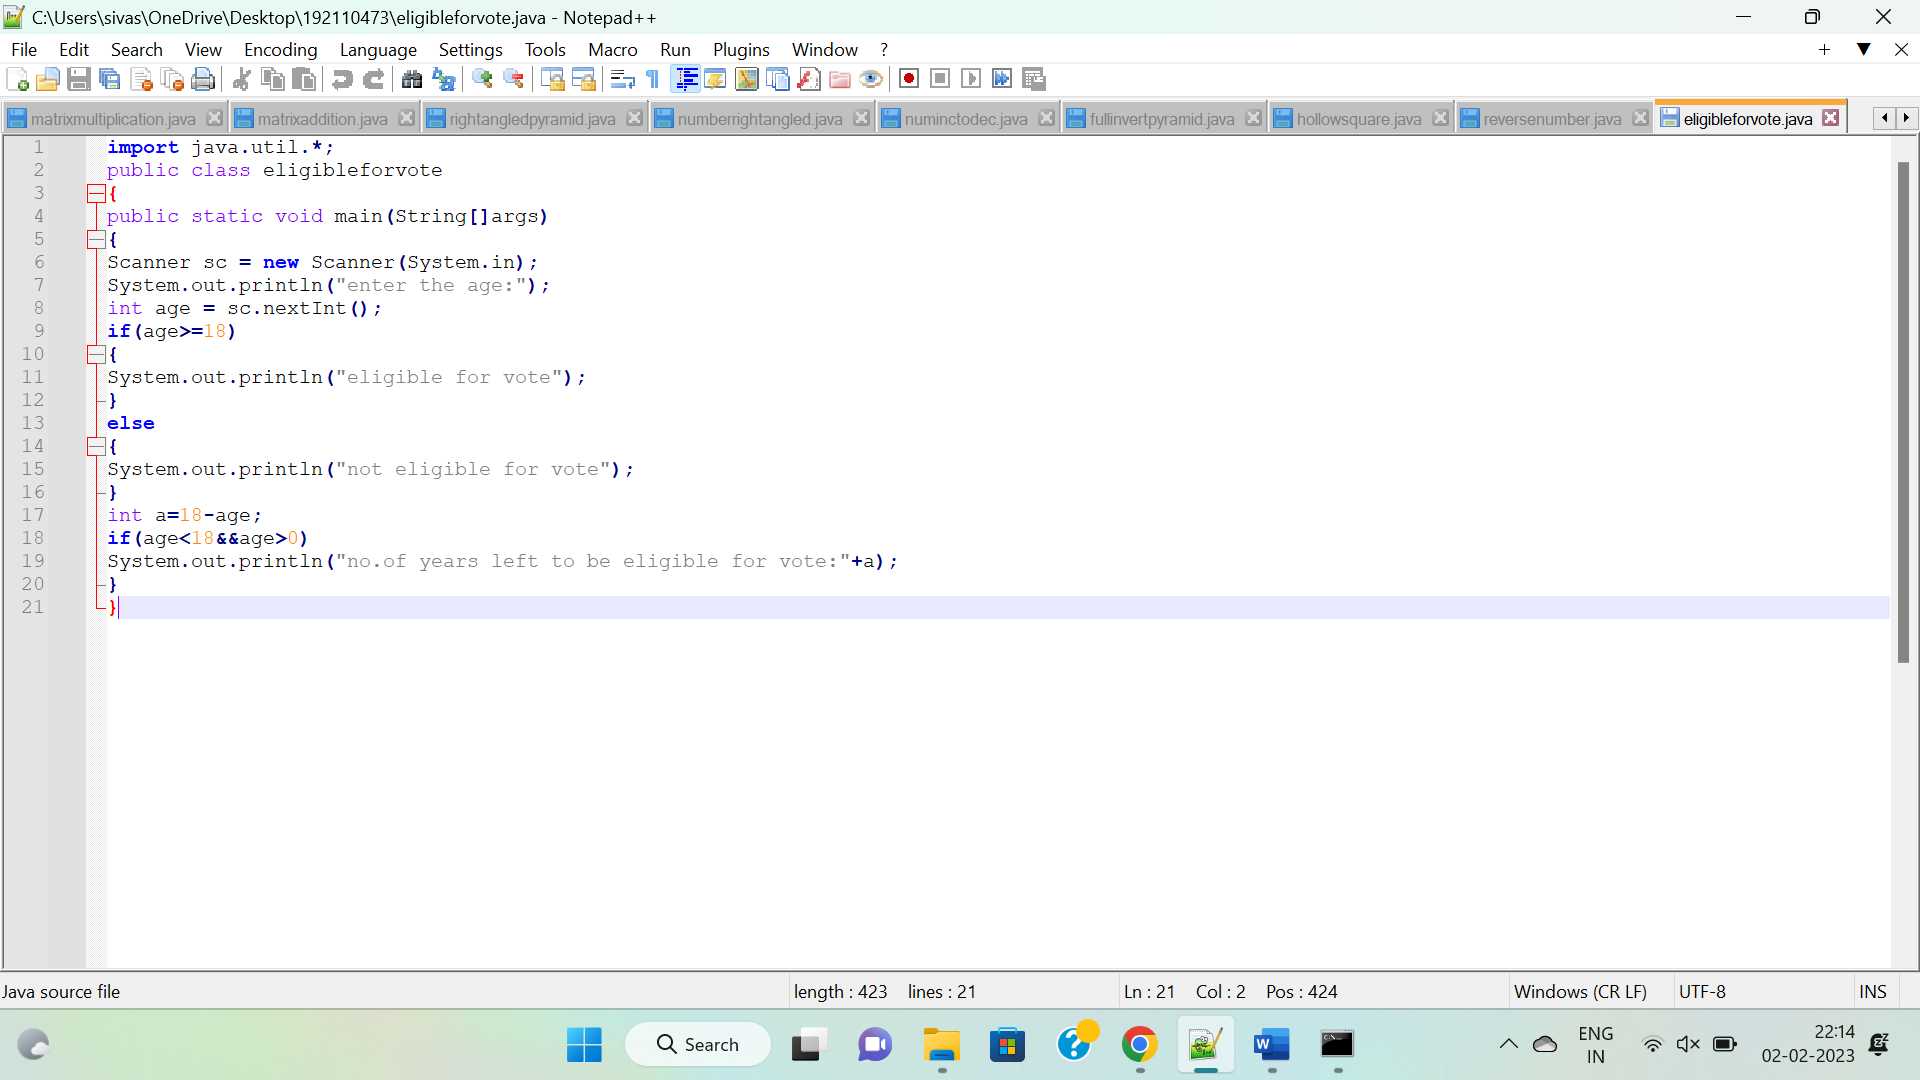 C:\Users\sivas\OneDrive\Desktop\192110473\eligibleforvote.java - Notepad++
File Edit Search View Encoding Language Settings Tools Macro Run Plugins Window ?
matrixmultiplication.java matrixaddition.java rightangledpyramid.java numberrightangled.java numinctodec.java fullinvertpyramid.java hollowsquare.java reversenumber.java eligibleforvote.java
1 import java.util.*;
2 public class eligibleforvote
3 {
4 public static void main(String[]args)
5 {
6 Scanner sc = new Scanner(System.in);
7 System.out.println("enter the age:");
8 int age = sc.nextInt();
9 if(age>=18)
10 {
11 System.out.println("eligible for vote");
12 }
13 else
14 {
15 System.out.println("not eligible for vote");
16 }
17 int a=18-age;
18 if(age<18&&age>0)
19 System.out.println("no.of years left to be eligible for vote:"+a);
20 }
21 }
Java source file length : 423 lines : 21 Ln : 21 Col : 2 Pos : 424 Windows (CR LF) UTF-8 INS
Search
ENG
IN
22:14
02-02-2023